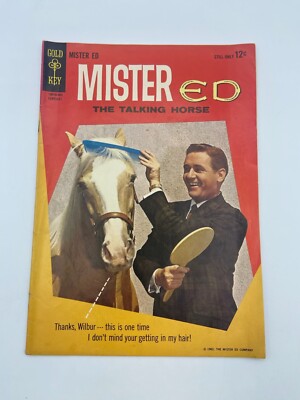 GOLD
KEY
MISTER ED
STILL ONLY 12¢
MISTER ED
THE TALKING HORSE
Thanks, Wilbur--- this is one time
I don't mind your getting in my hair!